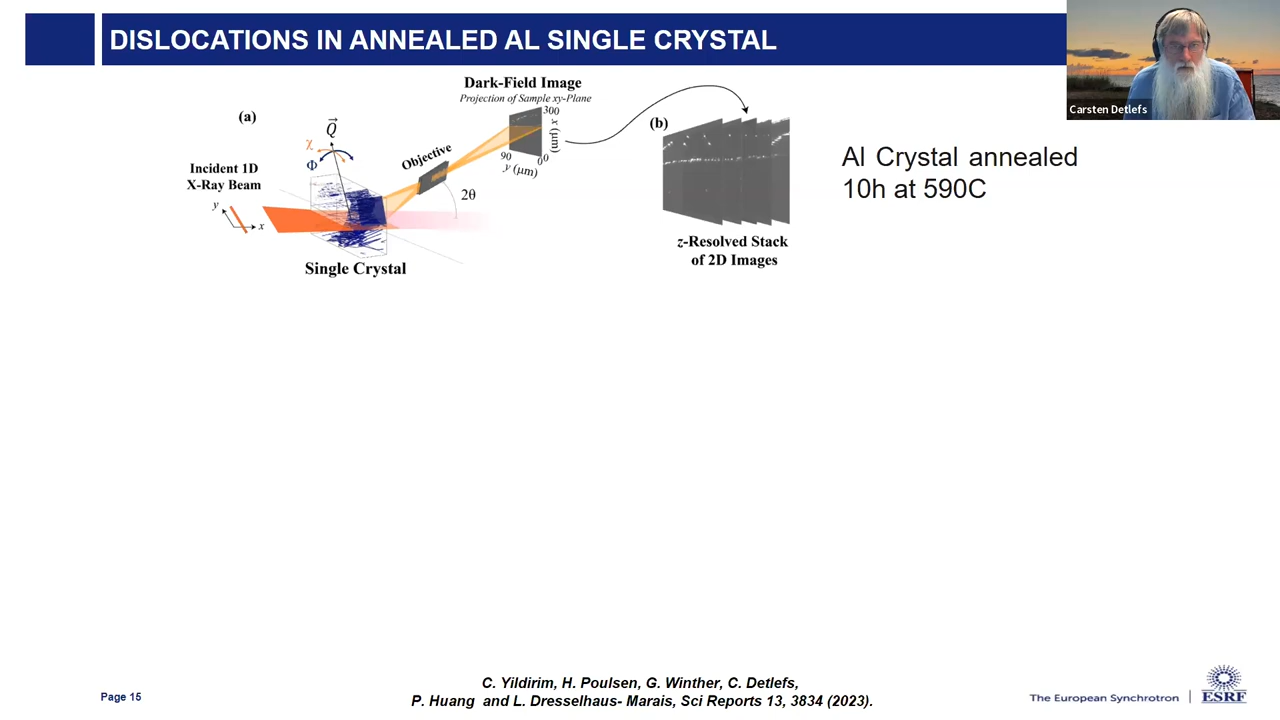 DISLOCATIONS IN ANNEALED AL SINGLE CRYSTAL
Carsten Detlefs
Dark-Field Image
Projection of Sample xy-Plane
(a)
Q
χ
Φ
Incident 1D
X-Ray Beam
y
x
Objective
2θ
300
x (μm)
0
90
0
y (μm)
Single Crystal
(b)
z-Resolved Stack
of 2D Images
Al Crystal annealed
10h at 590C
C. Yildirim, H. Poulsen, G. Winther, C. Detlefs,
P. Huang and L. Dresselhaus- Marais, Sci Reports 13, 3834 (2023).
Page 15
The European Synchrotron
ESRF